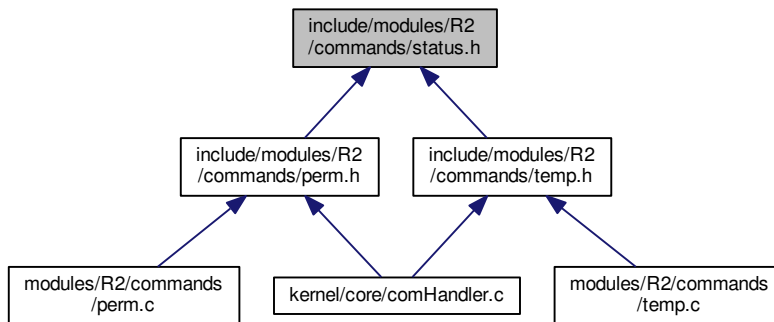 include/modules/R2
/commands/status.h
include/modules/R2
/commands/perm.h
include/modules/R2
/commands/temp.h
modules/R2/commands
/perm.c
kernel/core/comHandler.c
modules/R2/commands
/temp.c